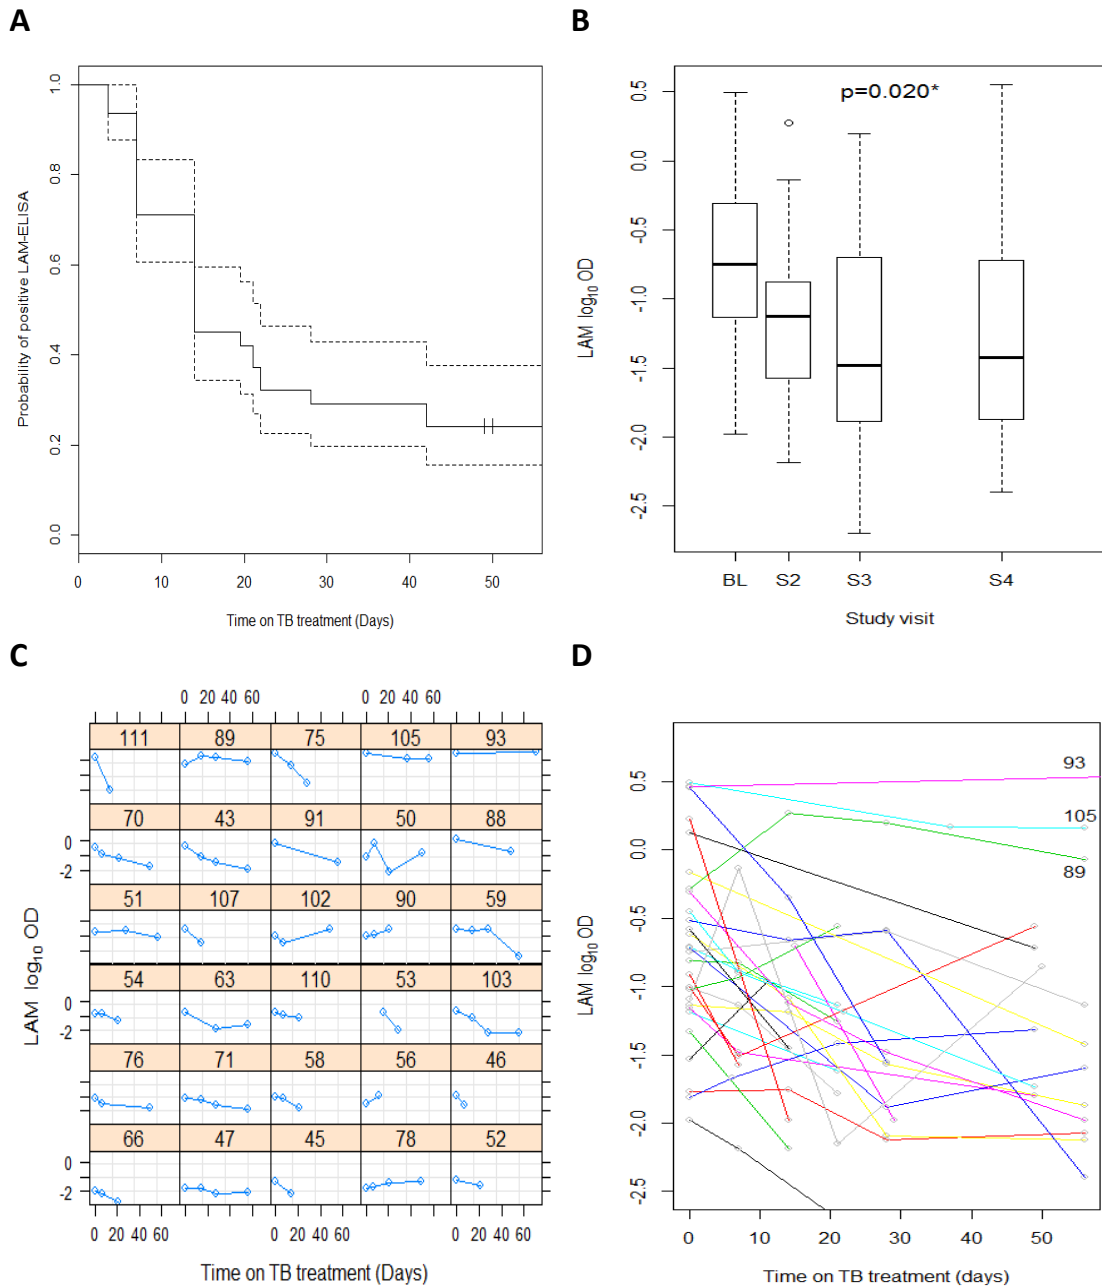 A
B
1.0
0.8
0.6
0.4
0.2
0.0
Probability of positive LAM-ELISA
0 10 20 30 40 50
Time on TB treatment (Days)
p=0.020*
0.5
0.0
-0.5
-1.0
-1.5
-2.0
-2.5
LAM log10 OD
BL S2 S3 S4
Study visit
C
D
0 20 40 60 0 20 40 60
111 89 75 105 93
70 43 91 50 88
0
-2
51 107 102 90 59
54 63 110 53 103
0
-2
76 71 58 56 46
66 47 45 78 52
0
-2
LAM log10 OD
0 20 40 60 0 20 40 60 0 20 40 60
Time on TB treatment (Days)
93
105
89
0.5
0.0
-0.5
-1.0
-1.5
-2.0
-2.5
LAM log10 OD
0 10 20 30 40 50
Time on TB treatment (days)